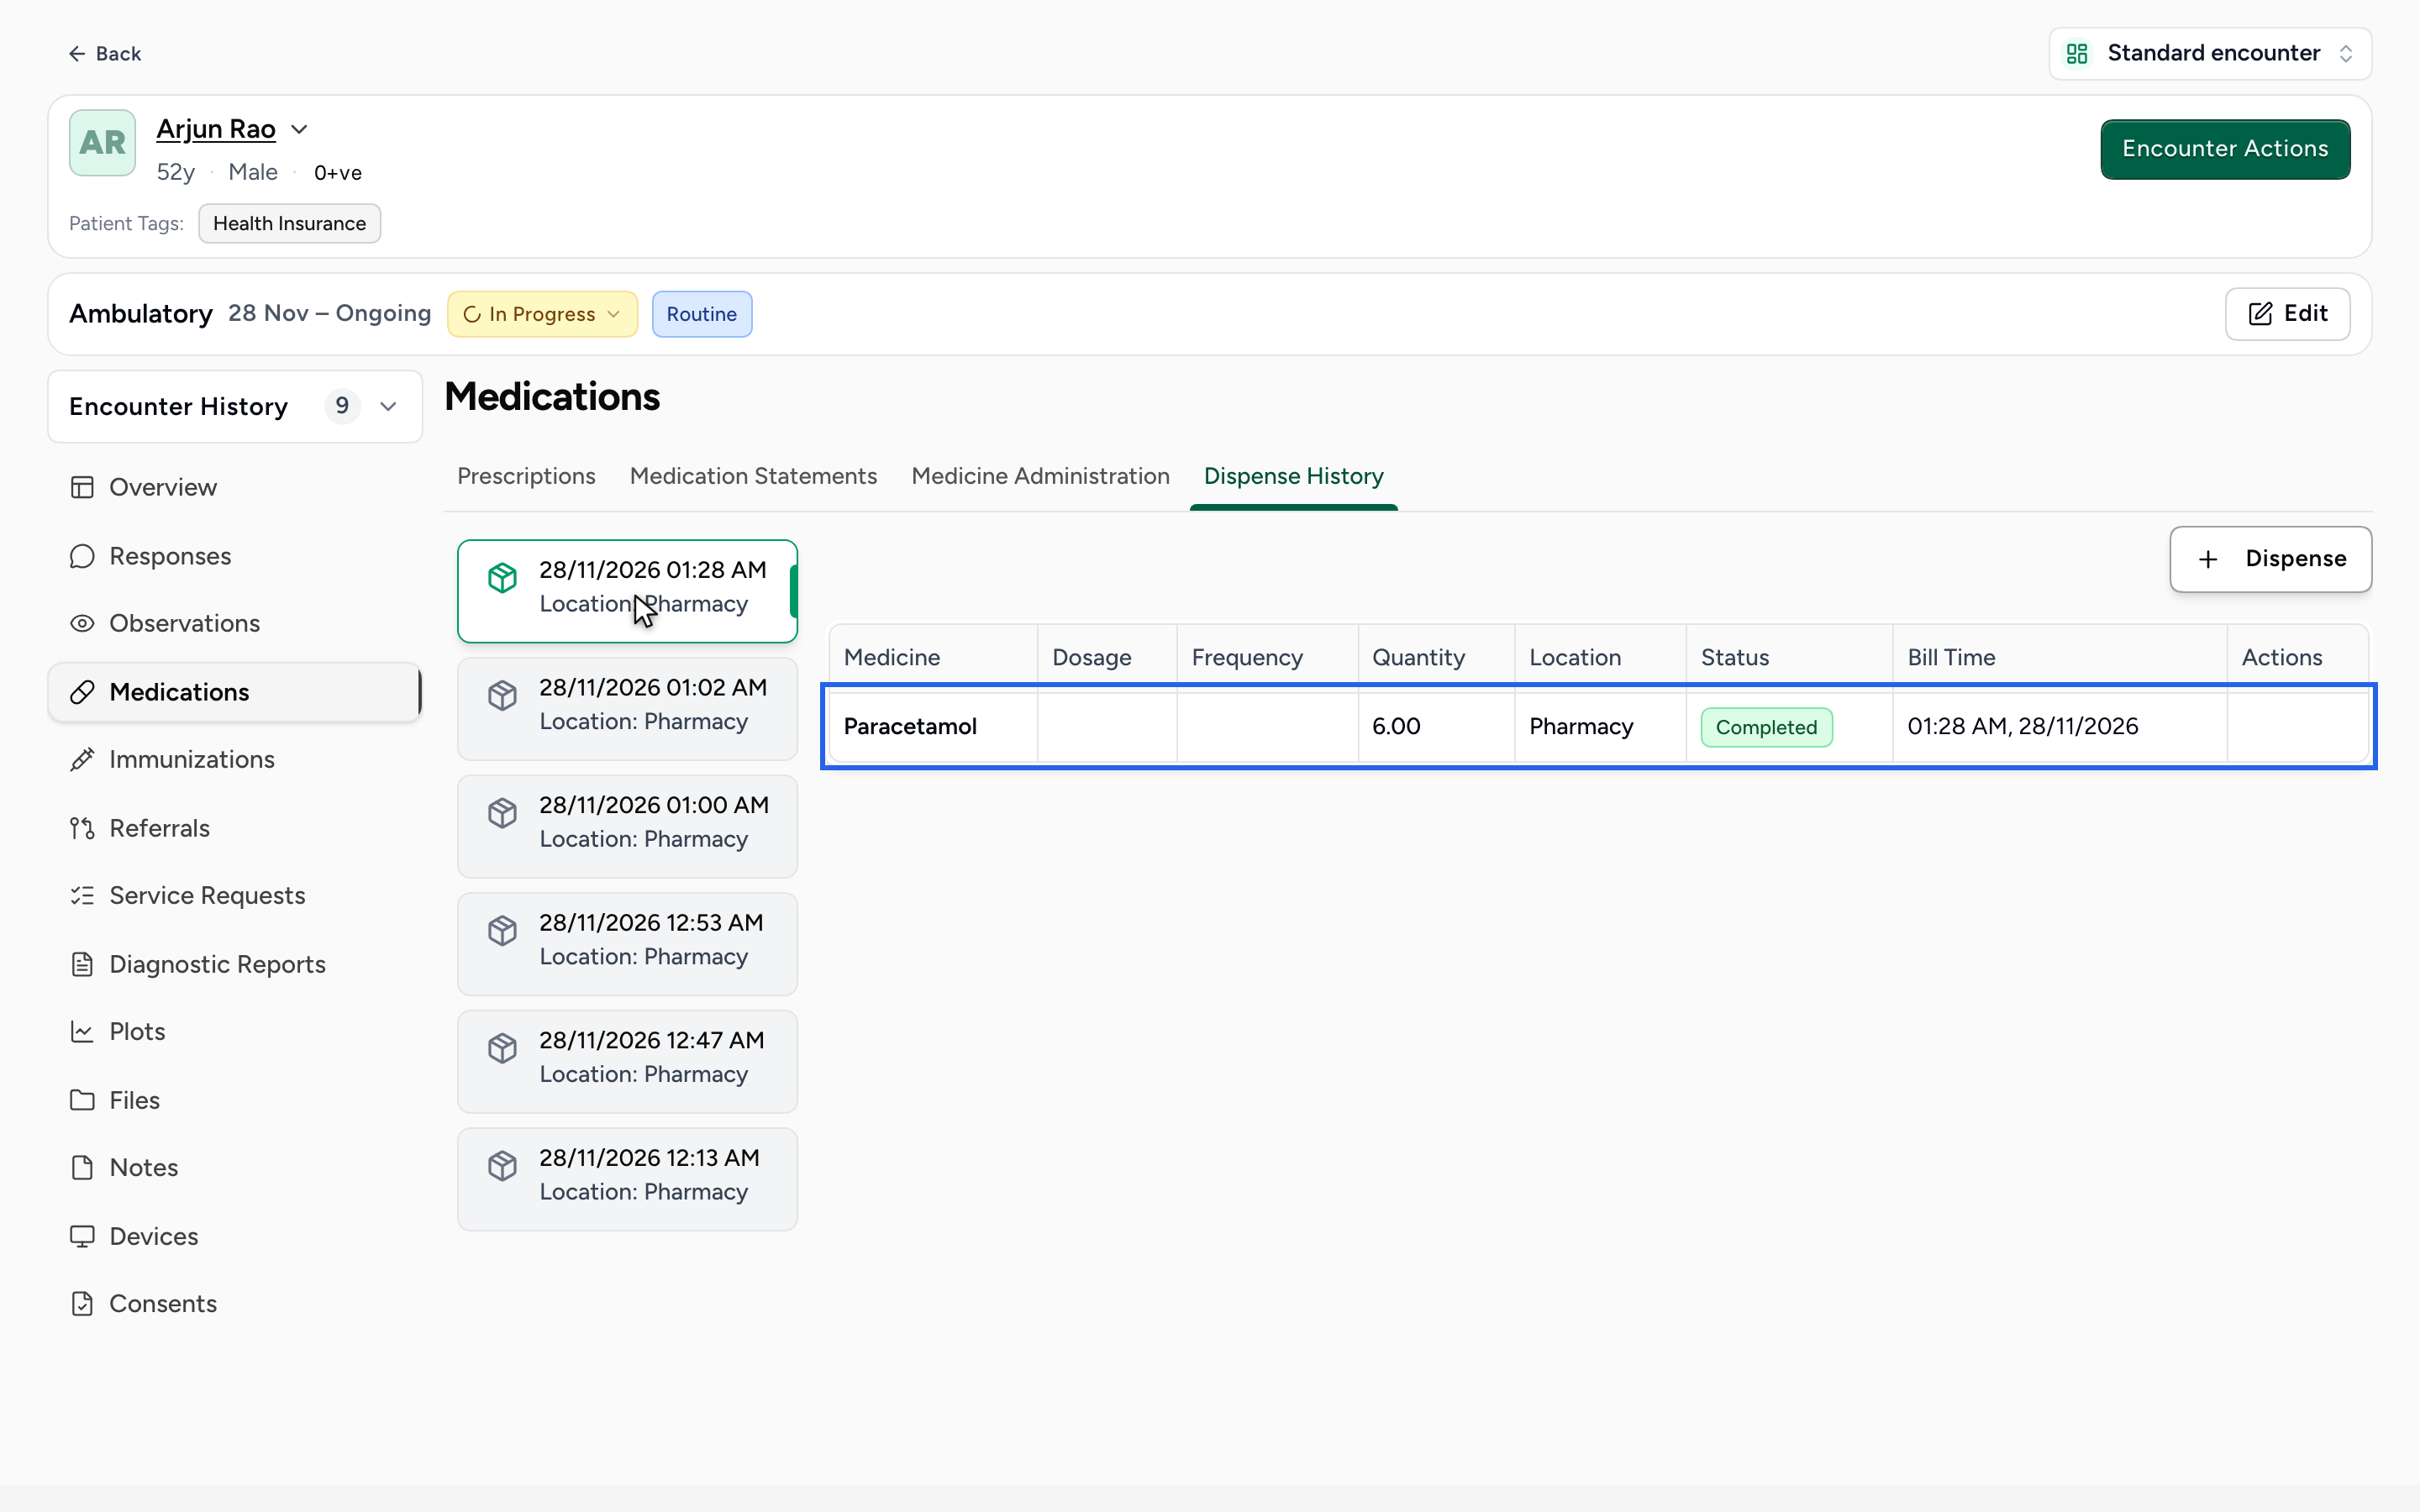 Back
Standard encounter
AR
Arjun Rao
52y · Male · 0+ve
Encounter Actions
Patient Tags: Health Insurance
Ambulatory 28 Nov – Ongoing In Progress Routine
Edit
Encounter History 9
Overview
Responses
Observations
Medications
Immunizations
Referrals
Service Requests
Diagnostic Reports
Plots
Files
Notes
Devices
Consents
Medications
Prescriptions Medication Statements Medicine Administration Dispense History
28/11/2026 01:28 AM
Location: Pharmacy
28/11/2026 01:02 AM
Location: Pharmacy
28/11/2026 01:00 AM
Location: Pharmacy
28/11/2026 12:53 AM
Location: Pharmacy
28/11/2026 12:47 AM
Location: Pharmacy
28/11/2026 12:13 AM
Location: Pharmacy
+ Dispense
Medicine Dosage Frequency Quantity Location Status Bill Time Actions
Paracetamol 6.00 Pharmacy Completed 01:28 AM, 28/11/2026